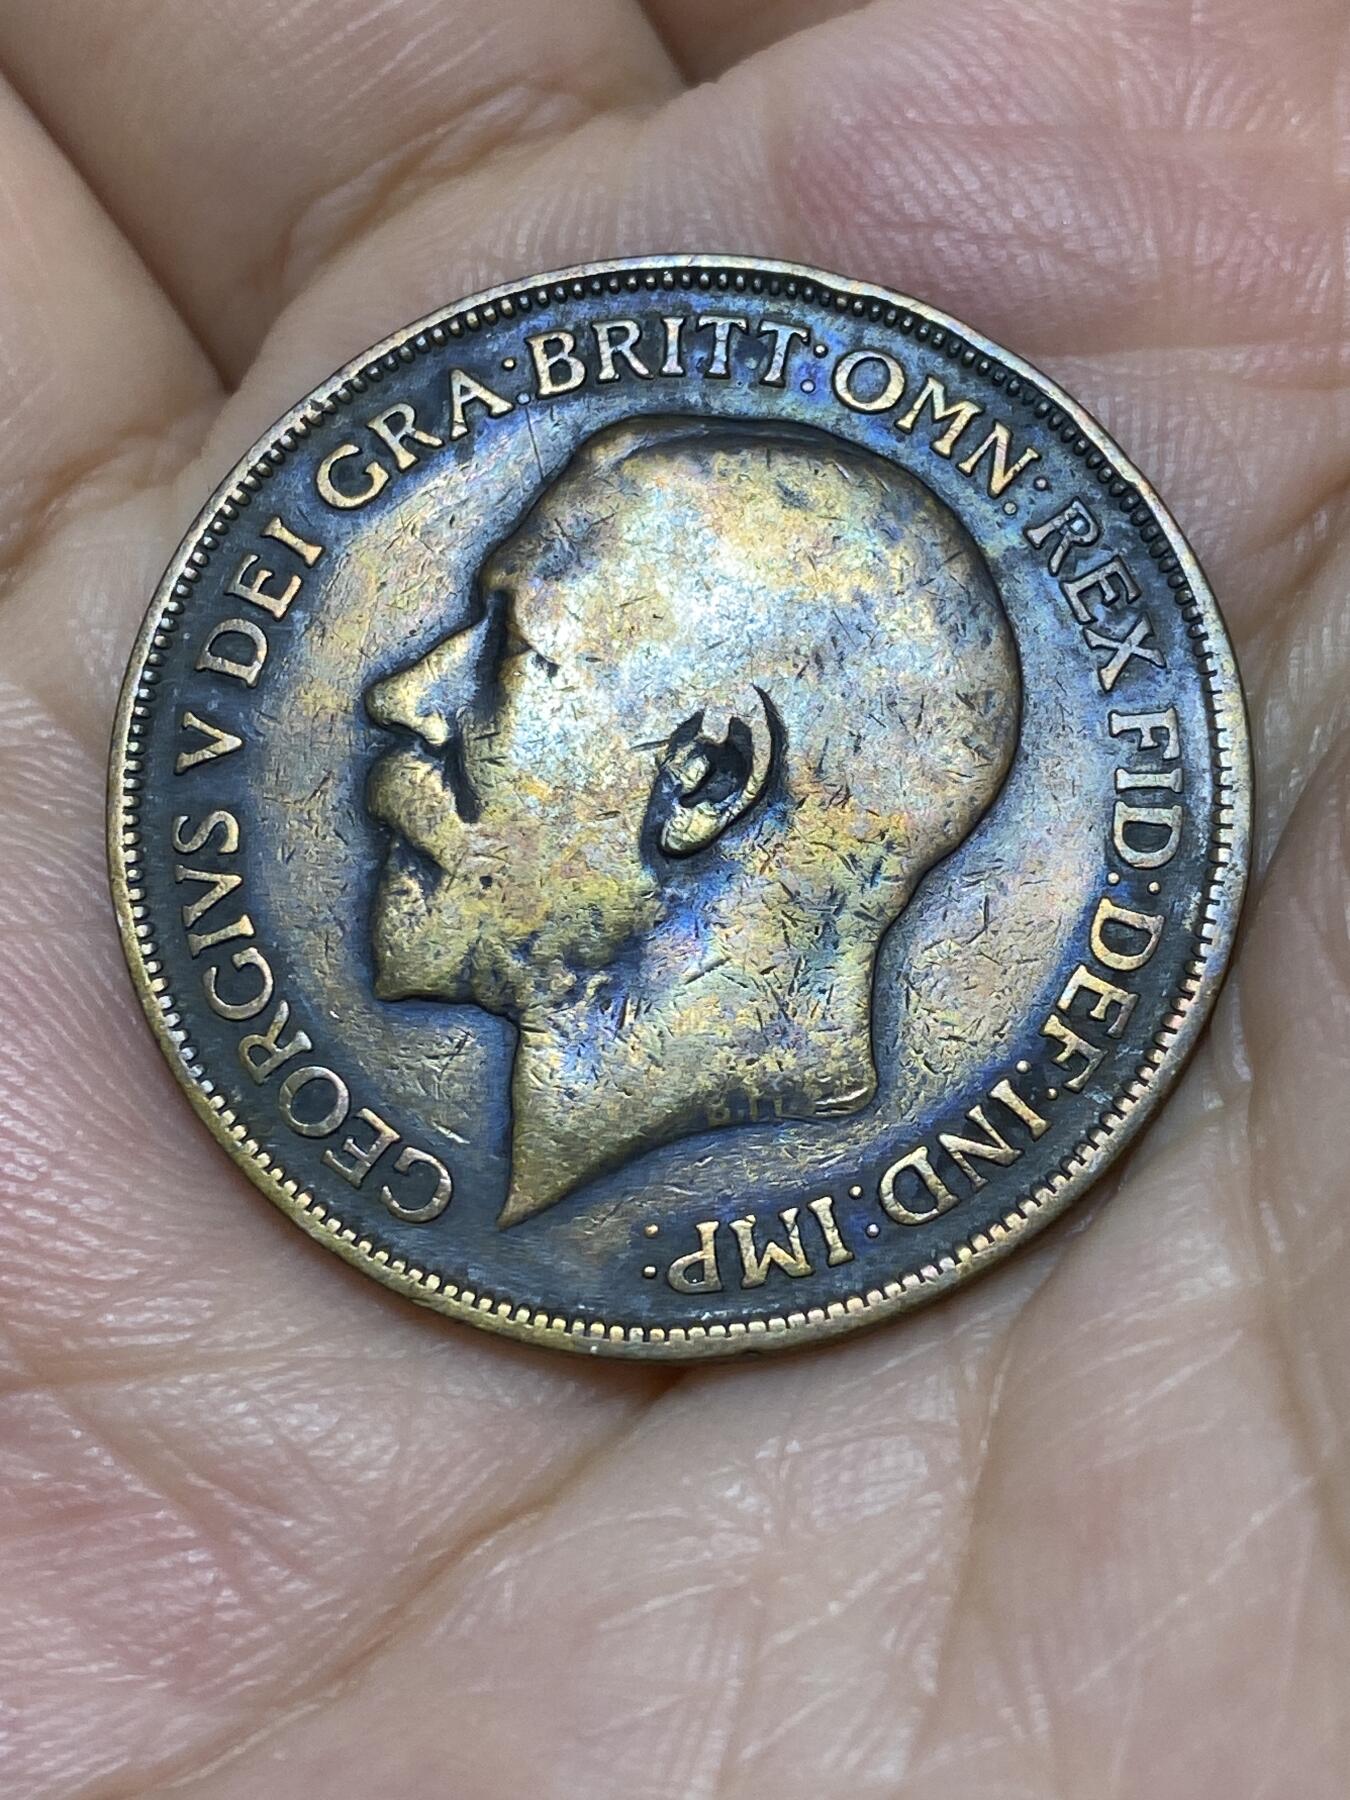 GEORGIVS V DEI GRA: BRITT: OMN: REX FID: DEF: IND: IMP: